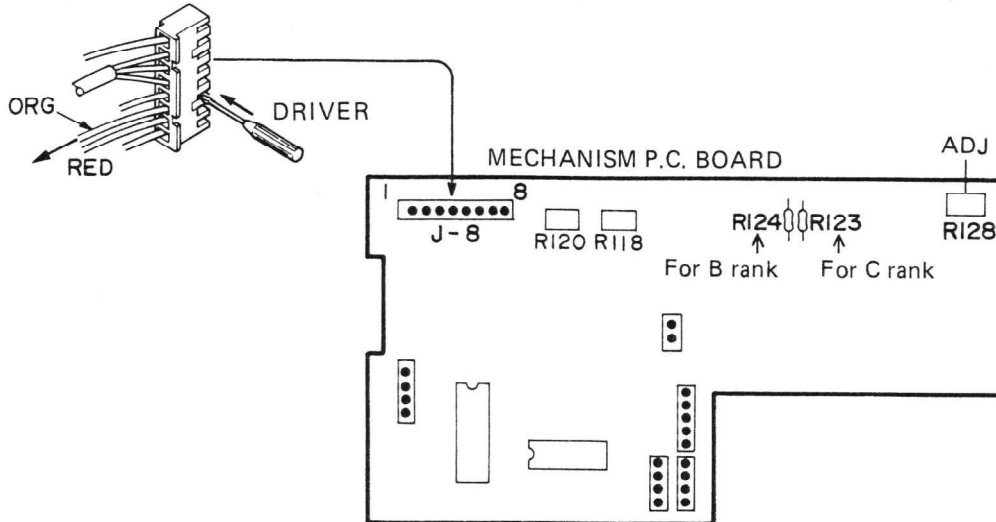 ORG
RED
DRIVER
MECHANISM P.C. BOARD
1 8
J-8
R120 R118
R124 R123
For B rank For C rank
ADJ
R128